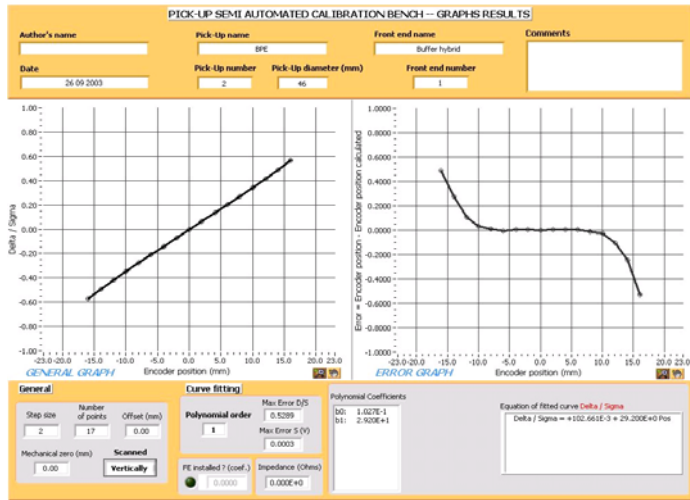 PICK-UP SEMI AUTOMATED CALIBRATION BENCH -- GRAPHS RESULTS
Author's name
Pick-Up name
Front end name
Comments
BPE
Buffer hybrid
Date
Pick-Up number
Pick-Up diameter (mm)
Front end number
26 09 2003
2
46
1
1.00
0.80
0.60
0.40
0.20
0.00
-0.20
-0.40
-0.60
-0.80
-1.00
Delta / Sigma
-23.0 -20.0 -15.0 -10.0 -5.0 0.0 5.0 10.0 15.0 20.0 23.0
GENERAL GRAPH
Encoder position (mm)
1.0000
0.8000
0.6000
0.4000
0.2000
0.0000
-0.2000
-0.4000
-0.6000
-0.8000
-1.0000
Error = Encoder position - Encoder position calculated
-23.0 -20.0 -15.0 -10.0 -5.0 0.0 5.0 10.0 15.0 20.0 23.0
ERROR GRAPH
Encoder position (mm)
General
Step size
Number of points
Offset (mm)
2
17
0.00
Mechanical zero (mm)
Scanned
0.00
Vertically
Curve fitting
Polynomial order
1
Max Error D/S
0.5289
Max Error S (V)
0.0003
FE installed ? (coef.)
0.0000
Impedance (Ohms)
0.000E+0
Polynomial Coefficients
b0: 1.027E-1
b1: 2.920E+1
Equation of fitted curve Delta / Sigma
Delta / Sigma = +102.661E-3 + 29.200E+0 Pos